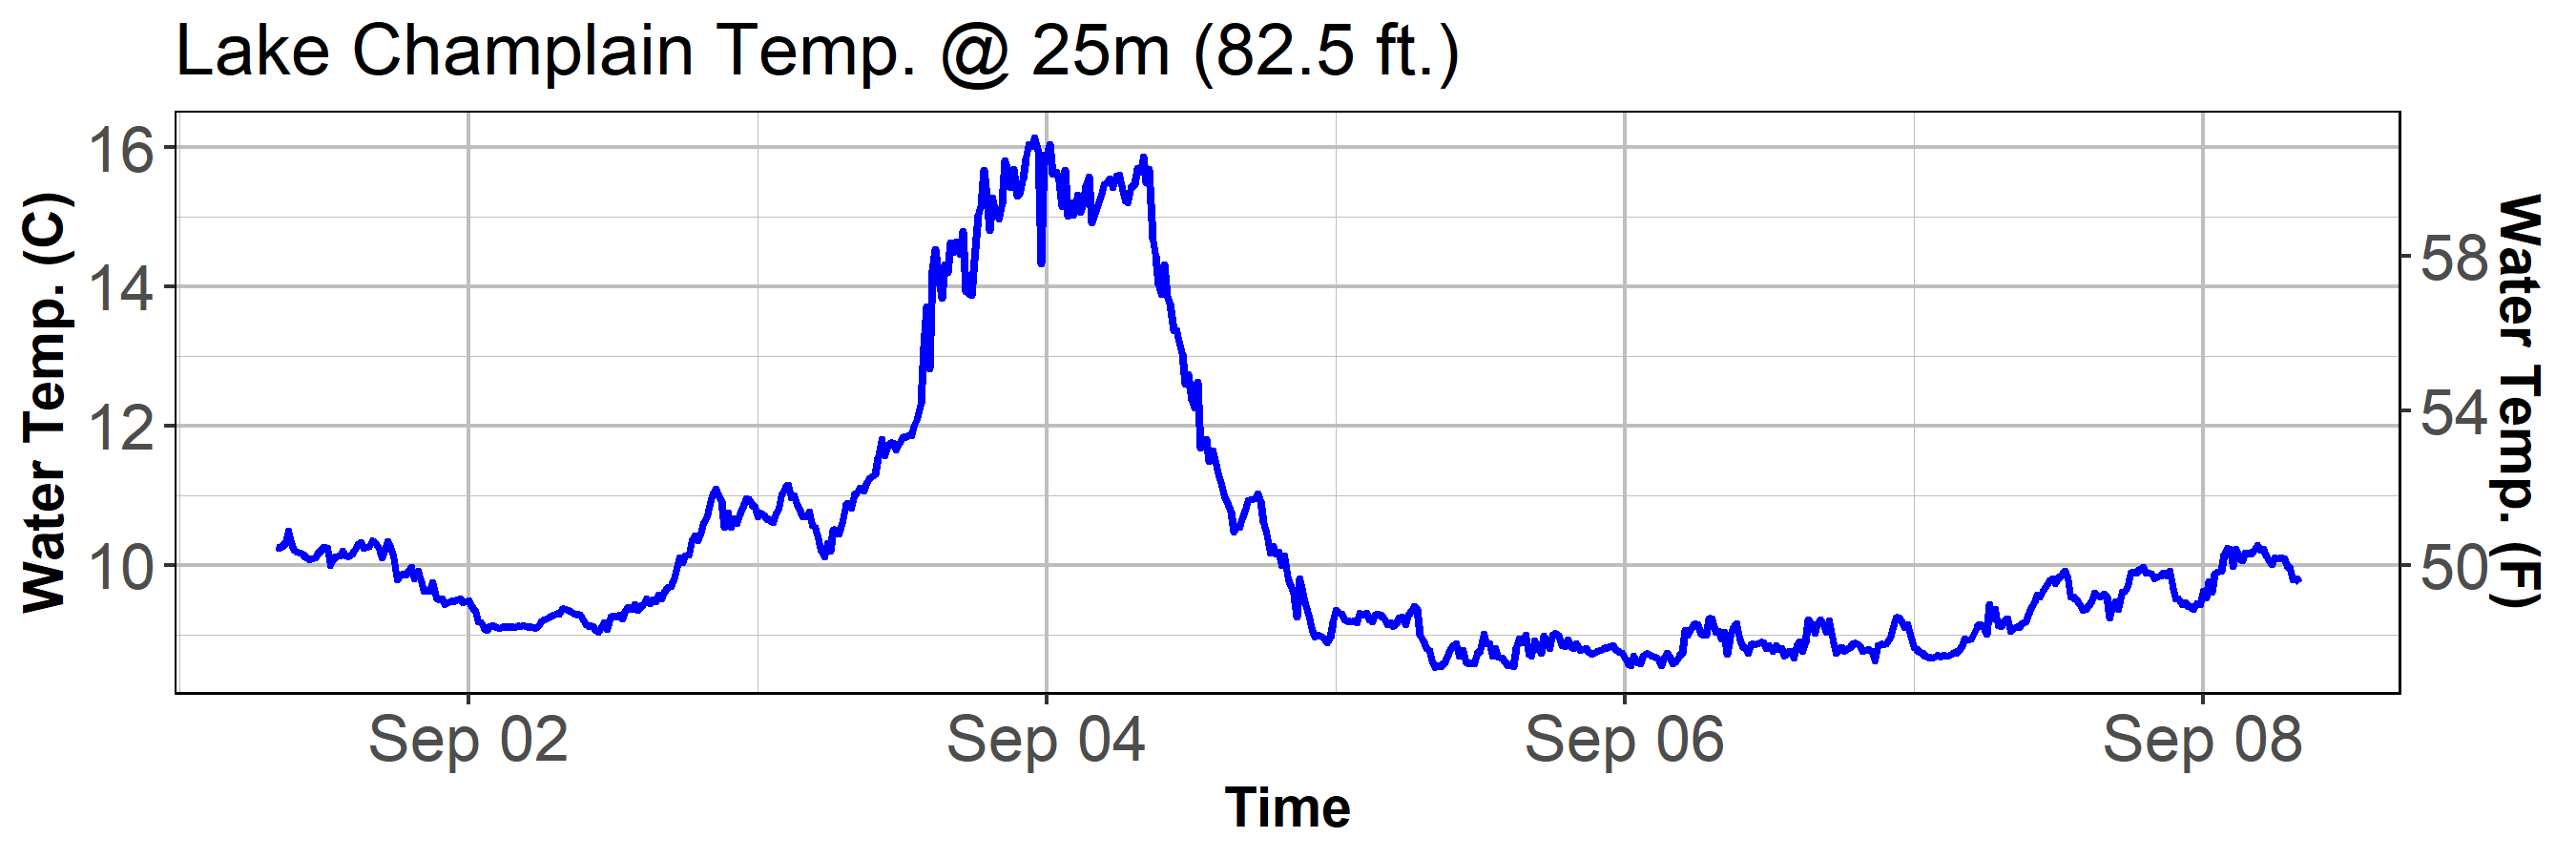 Lake Champlain Temp. @ 25m (82.5 ft.)
Water Temp. (C)
16
14
12
10
58
54
50
Water Temp. (F)
Sep 02
Sep 04
Sep 06
Sep 08
Time